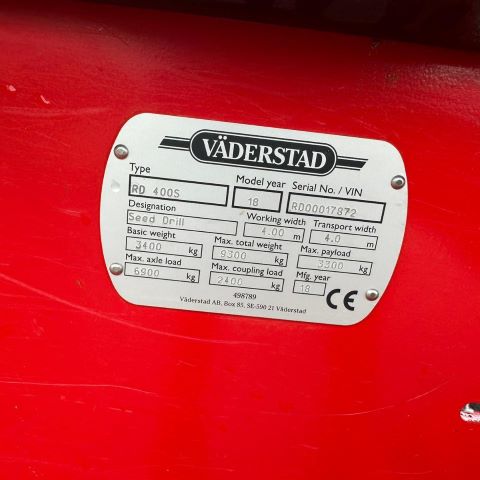 VÄDERSTAD
Type Model year Serial No. / VIN
RD 400S 18 RD00017872
Designation Working width Transport width
Seed Drill 4.00 m 4.0 m
Basic weight Max. total weight Max. payload
3400 kg 9300 kg 3300 kg
Max. axle load Max. coupling load Mfg. year
6900 kg 2400 kg 18 CE
498789
Väderstad AB, Box 85, SE-590 21 Väderstad